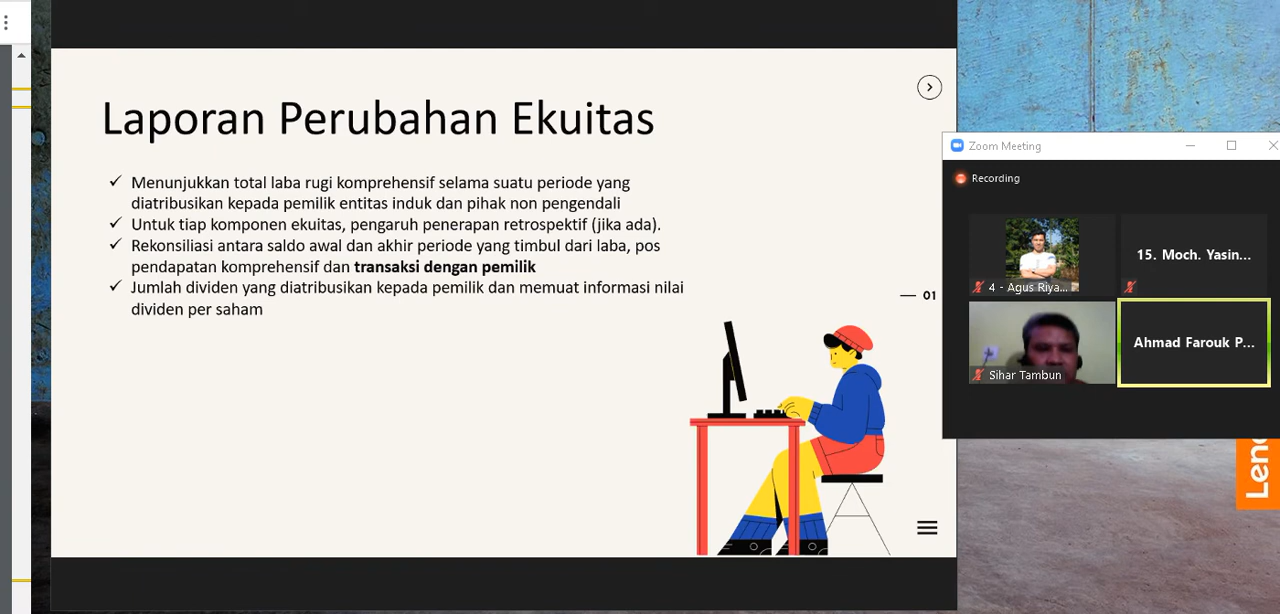 Laporan Perubahan Ekuitas
✓ Menunjukkan total laba rugi komprehensif selama suatu periode yang
diatribusikan kepada pemilik entitas induk dan pihak non pengendali
✓ Untuk tiap komponen ekuitas, pengaruh penerapan retrospektif (jika ada).
✓ Rekonsiliasi antara saldo awal dan akhir periode yang timbul dari laba, pos
pendapatan komprehensif dan transaksi dengan pemilik
✓ Jumlah dividen yang diatribusikan kepada pemilik dan memuat informasi nilai
dividen per saham
01
Zoom Meeting
Recording
4 - Agus Riya...
15. Moch. Yasin...
Sihar Tambun
Ahmad Farouk P...